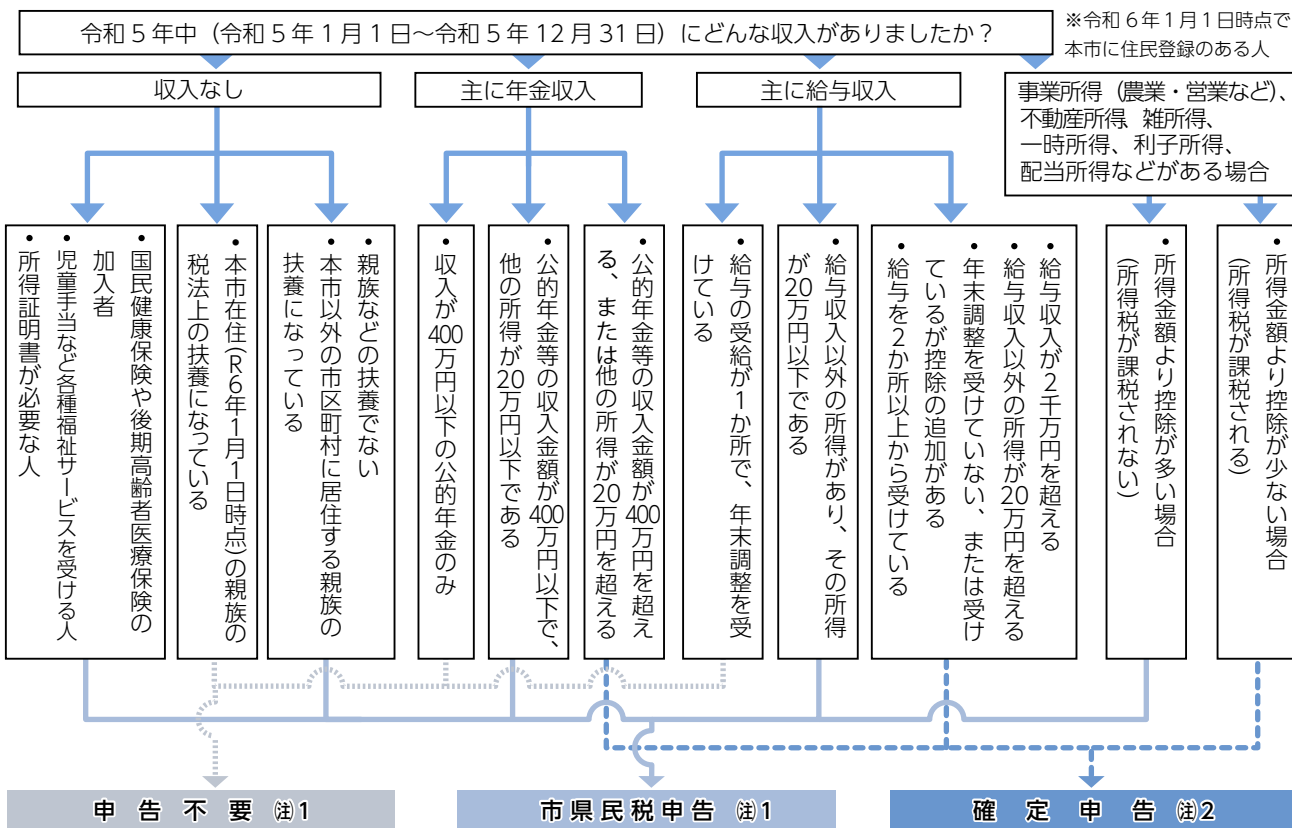 令和5年中(令和5年1月1日~令和5年12月31日)にどんな収入がありましたか?
※令和6年1月1日時点で
本市に住民登録のある人
収入なし
主に年金収入
主に給与収入
事業所得(農業・営業など)、
不動産所得、雑所得、
一時所得、利子所得、
配当所得などがある場合
・国民健康保険や後期高齢者医療保険の
加入者
・児童手当など各種福祉サービスを受ける人
・所得証明書が必要な人
・本市在住(R6年1月1日時点)の親族の
税法上の扶養になっている
・親族などの扶養でない
・本市以外の市区町村に居住する親族の
扶養になっている
・収入が400万円以下の公的年金のみ
・公的年金等の収入金額が400万円以下で、
他の所得が20万円以下である
・公的年金等の収入金額が400万円を超え
る、または他の所得が20万円を超える
・給与の受給が1か所で、年末調整を受
けている
・給与収入以外の所得があり、その所得
が20万円以下である
・給与収入が2千万円を超える
・給与収入以外の所得が20万円を超える
・年末調整を受けていない、または受け
ているが控除の追加がある
・給与を2か所以上から受けている
・所得金額より控除が多い場合
(所得税が課税されない)
・所得金額より控除が少ない場合
(所得税が課税される)
申告不要 ㊟1
市県民税申告 ㊟1
確定申告 ㊟2